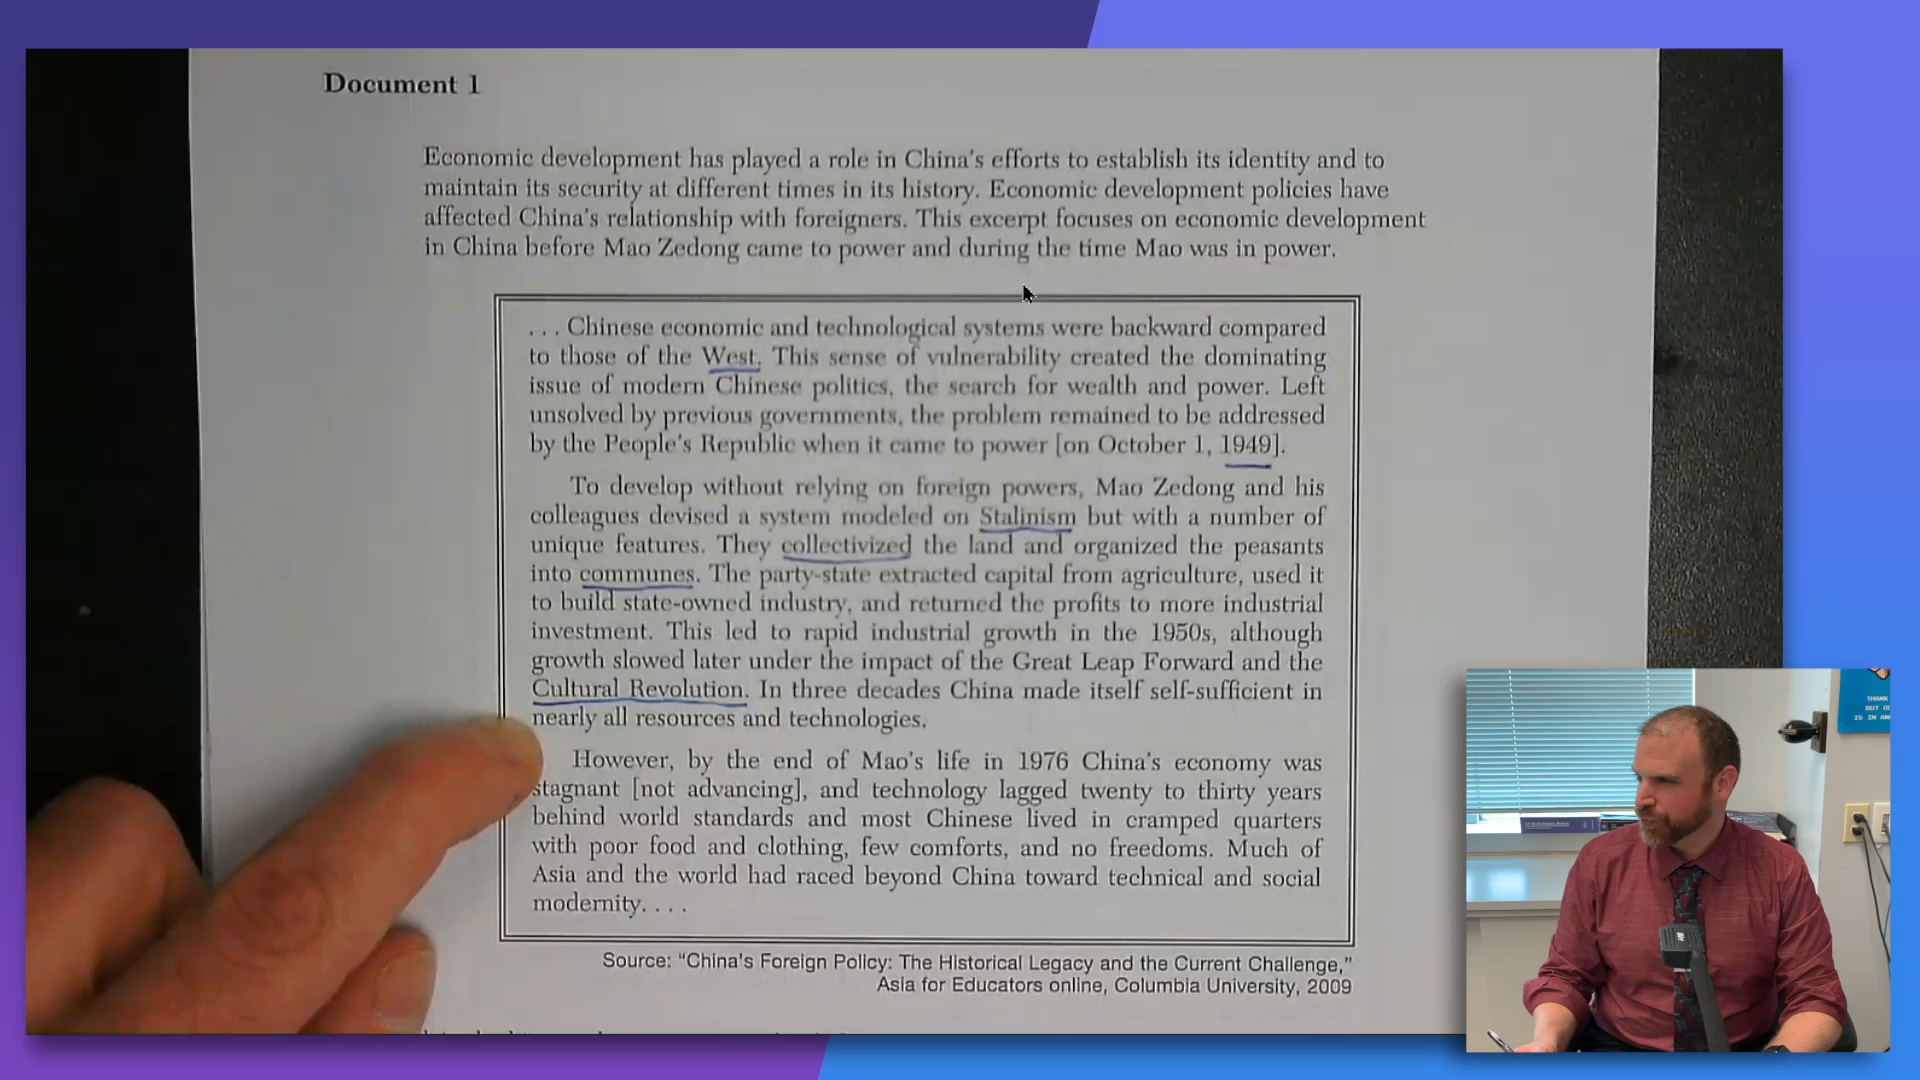 Document 1
Economic development has played a role in China's efforts to establish its identity and to
maintain its security at different times in its history. Economic development policies have
affected China's relationship with foreigners. This excerpt focuses on economic development
in China before Mao Zedong came to power and during the time Mao was in power.
. . . Chinese economic and technological systems were backward compared
to those of the West. This sense of vulnerability created the dominating
issue of modern Chinese politics, the search for wealth and power. Left
unsolved by previous governments, the problem remained to be addressed
by the People's Republic when it came to power [on October 1, 1949].
To develop without relying on foreign powers, Mao Zedong and his
colleagues devised a system modeled on Stalinism but with a number of
unique features. They collectivized the land and organized the peasants
into communes. The party-state extracted capital from agriculture, used it
to build state-owned industry, and returned the profits to more industrial
investment. This led to rapid industrial growth in the 1950s, although
growth slowed later under the impact of the Great Leap Forward and the
Cultural Revolution. In three decades China made itself self-sufficient in
nearly all resources and technologies.
However, by the end of Mao's life in 1976 China's economy was
stagnant [not advancing], and technology lagged twenty to thirty years
behind world standards and most Chinese lived in cramped quarters
with poor food and clothing, few comforts, and no freedoms. Much of
Asia and the world had raced beyond China toward technical and social
modernity. . . .
Source: "China's Foreign Policy: The Historical Legacy and the Current Challenge,"
Asia for Educators online, Columbia University, 2009
THANK
BUT OU
IS IN AN